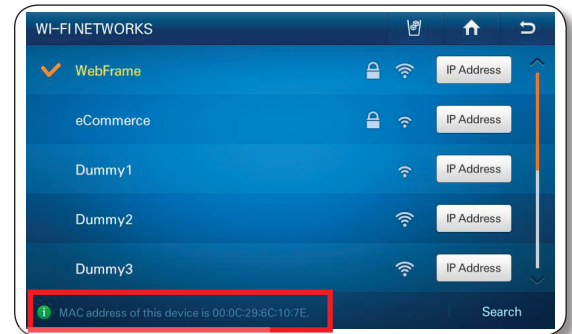 WI-FI NETWORKS
WebFrame IP Address
eCommerce IP Address
Dummy1 IP Address
Dummy2 IP Address
Dummy3 IP Address
MAC address of this device is 00:0C:29:6C:10:7E. Search